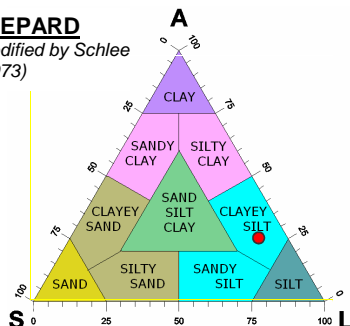 EPARD
A
dified by Schlee
973)
0
100
CLAY
25
75
SANDY
CLAY
SILTY
CLAY
50
50
SAND
SILT
CLAY
CLAYEY
SAND
CLAYEY
SILT
75
25
SILTY
SAND
SANDY
SILT
SAND
SILT
100
0
S
0
25
50
75
100